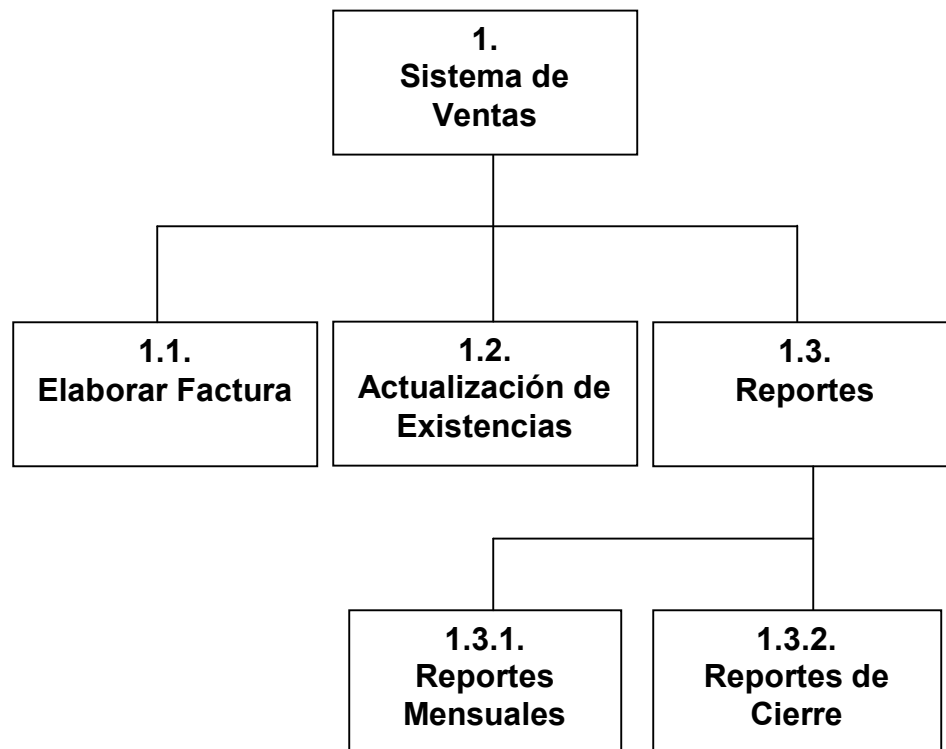 1.
Sistema de
Ventas
1.1.
Elaborar Factura
1.2.
Actualización de
Existencias
1.3.
Reportes
1.3.1.
Reportes
Mensuales
1.3.2.
Reportes de
Cierre